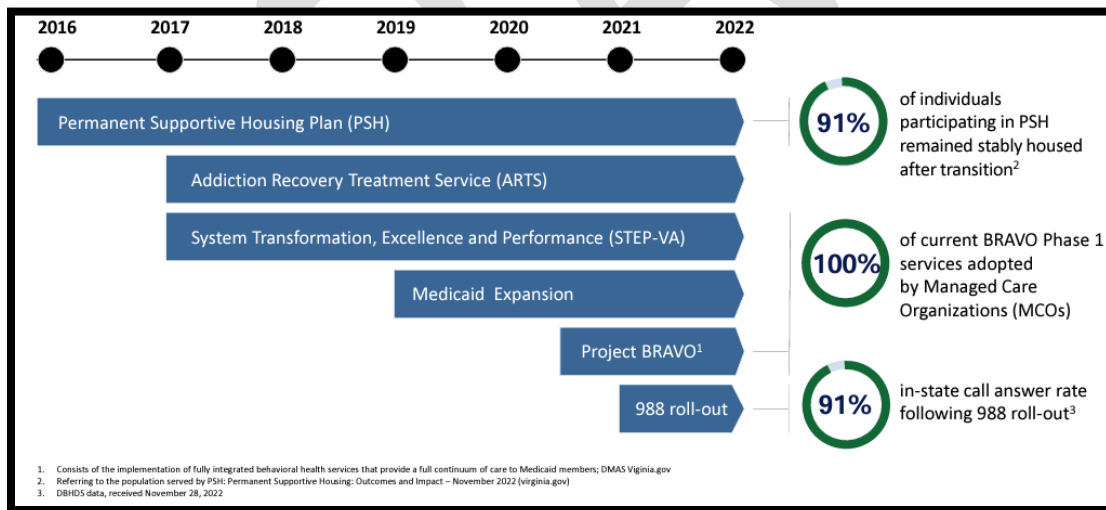 2016 2017 2018 2019 2020 2021 2022
Permanent Supportive Housing Plan (PSH)
91%
of individuals
participating in PSH
remained stably housed
after transition2
Addiction Recovery Treatment Service (ARTS)
System Transformation, Excellence and Performance (STEP-VA)
100%
of current BRAVO Phase 1
services adopted
by Managed Care
Organizations (MCOs)
Medicaid Expansion
Project BRAVO1
988 roll-out
91%
in-state call answer rate
following 988 roll-out3
1. Consists of the implementation of fully integrated behavioral health services that provide a full continuum of care to Medicaid members; DMAS Viginia.gov
2. Referring to the population served by PSH: Permanent Supportive Housing: Outcomes and Impact – November 2022 (virginia.gov)
3. DBHDS data, received November 28, 2022